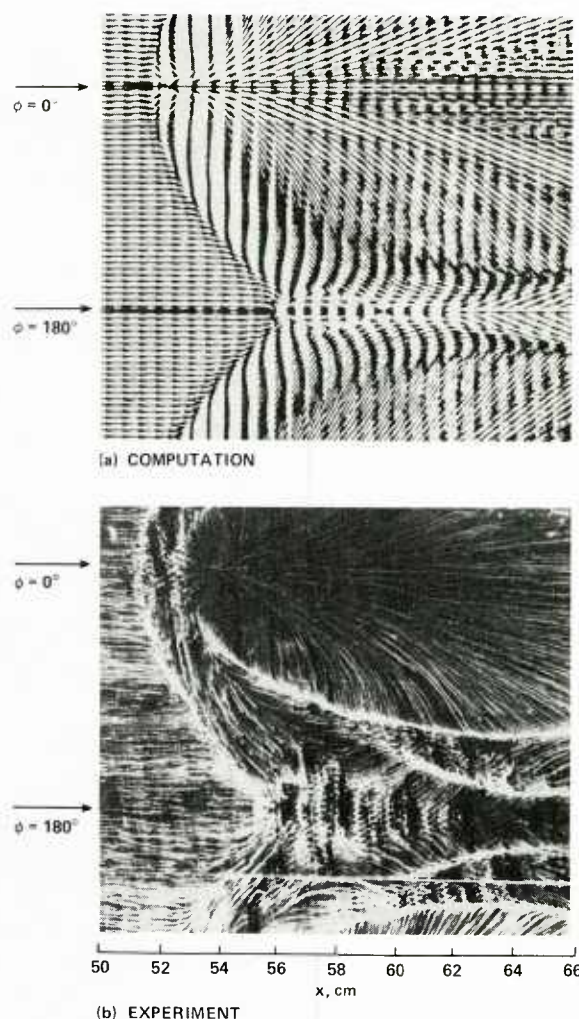 ϕ = 0°
ϕ = 180°
(a) COMPUTATION
ϕ = 0°
ϕ = 180°
50 52 54 56 58 60 62 64 66
x, cm
(b) EXPERIMENT